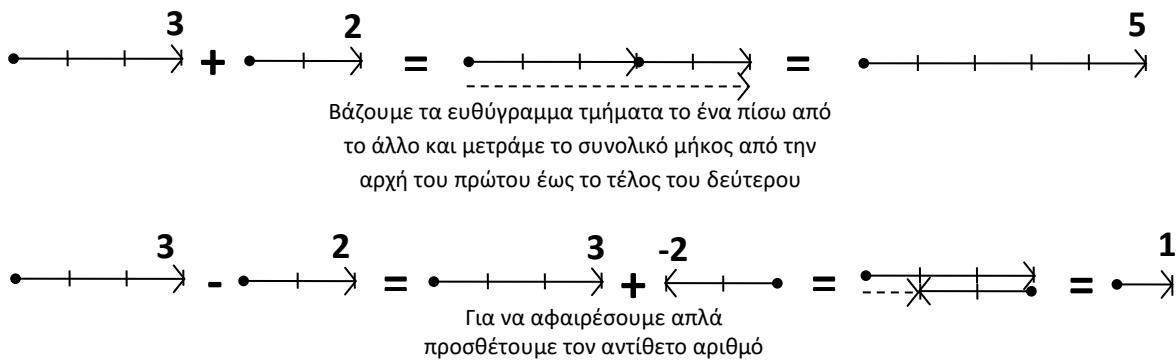 3 + 2 = = 5
Βάζουμε τα ευθύγραμμα τμήματα το ένα πίσω από
το άλλο και μετράμε το συνολικό μήκος από την
αρχή του πρώτου έως το τέλος του δεύτερου
3 - 2 = 3 + -2 = = 1
Για να αφαιρέσουμε απλά
προσθέτουμε τον αντίθετο αριθμό